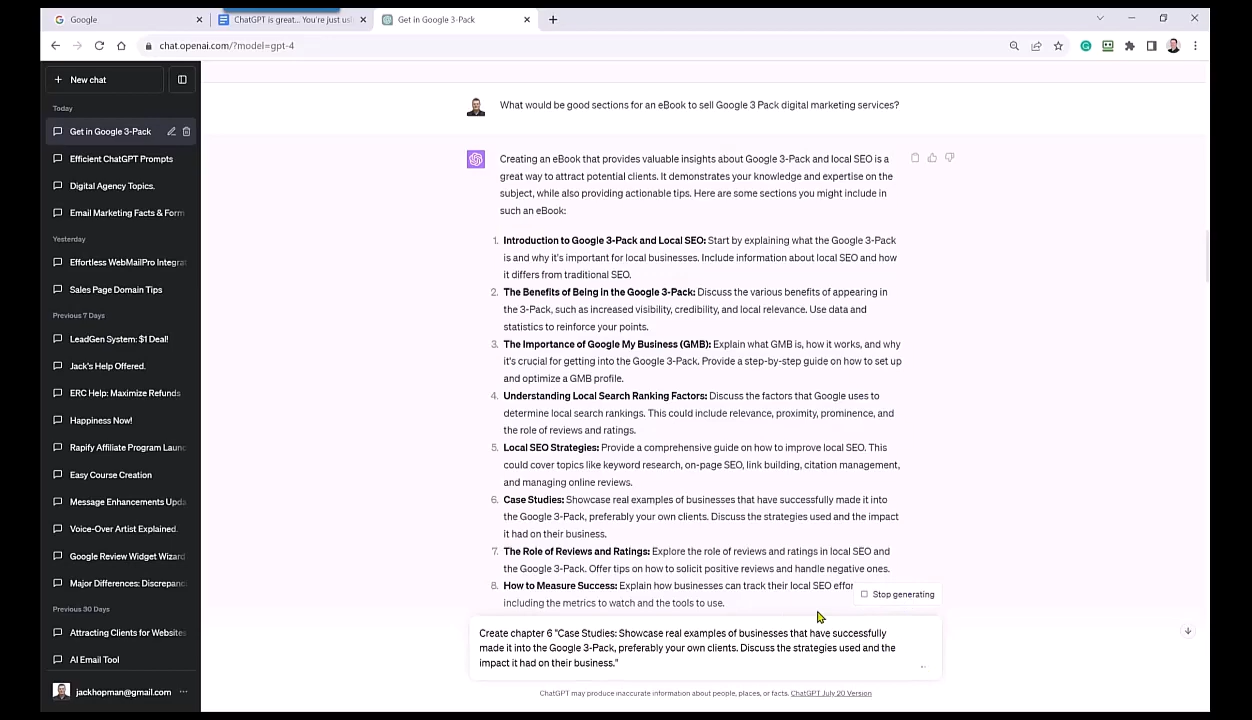 Google
ChatGPT is great... You're just usi
Get in Google 3-Pack
chat.openai.com/?model=gpt-4
New chat
Today
Get in Google 3-Pack
Efficient ChatGPT Prompts
Digital Agency Topics.
Email Marketing Facts & Form
Yesterday
Effortless WebMailPro Integrat
Sales Page Domain Tips
Previous 7 Days
LeadGen System: $1 Deal!
Jack's Help Offered.
ERC Help: Maximize Refunds
Happiness Now!
Rapify Affiliate Program Launc
Easy Course Creation
Message Enhancements Upda
Voice-Over Artist Explained.
Google Review Widget Wizard
Major Differences: Discrepanc
Previous 30 Days
Attracting Clients for Websites
AI Email Tool
jackhopman@gmail.com
What would be good sections for an eBook to sell Google 3 Pack digital marketing services?
Creating an eBook that provides valuable insights about Google 3-Pack and local SEO is a
great way to attract potential clients. It demonstrates your knowledge and expertise on the
subject, while also providing actionable tips. Here are some sections you might include in
such an eBook:
1. Introduction to Google 3-Pack and Local SEO: Start by explaining what the Google 3-Pack
is and why it's important for local businesses. Include information about local SEO and how
it differs from traditional SEO.
2. The Benefits of Being in the Google 3-Pack: Discuss the various benefits of appearing in
the 3-Pack, such as increased visibility, credibility, and local relevance. Use data and
statistics to reinforce your points.
3. The Importance of Google My Business (GMB): Explain what GMB is, how it works, and why
it's crucial for getting into the Google 3-Pack. Provide a step-by-step guide on how to set up
and optimize a GMB profile.
4. Understanding Local Search Ranking Factors: Discuss the factors that Google uses to
determine local search rankings. This could include relevance, proximity, prominence, and
the role of reviews and ratings.
5. Local SEO Strategies: Provide a comprehensive guide on how to improve local SEO. This
could cover topics like keyword research, on-page SEO, link building, citation management,
and managing online reviews.
6. Case Studies: Showcase real examples of businesses that have successfully made it into
the Google 3-Pack, preferably your own clients. Discuss the strategies used and the impact
it had on their business.
7. The Role of Reviews and Ratings: Explore the role of reviews and ratings in local SEO and
the Google 3-Pack. Offer tips on how to solicit positive reviews and handle negative ones.
8. How to Measure Success: Explain how businesses can track their local SEO effor
including the metrics to watch and the tools to use.
Stop generating
Create chapter 6 "Case Studies: Showcase real examples of businesses that have successfully
made it into the Google 3-Pack, preferably your own clients. Discuss the strategies used and the
impact it had on their business."
ChatGPT may produce inaccurate information about people, places, or facts. ChatGPT July 20 Version